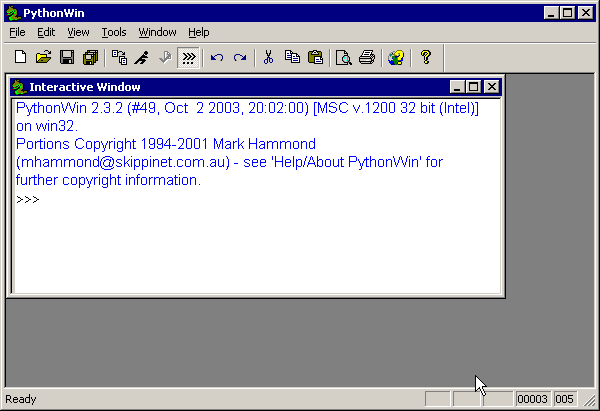 PythonWin
File Edit View Tools Window Help
Interactive Window
PythonWin 2.3.2 (#49, Oct  2 2003, 20:02:00) [MSC v.1200 32 bit (Intel)]
on win32.
Portions Copyright 1994-2001 Mark Hammond
(mhammond@skippinet.com.au) - see 'Help/About PythonWin' for
further copyright information.
>>>
Ready 00003 005